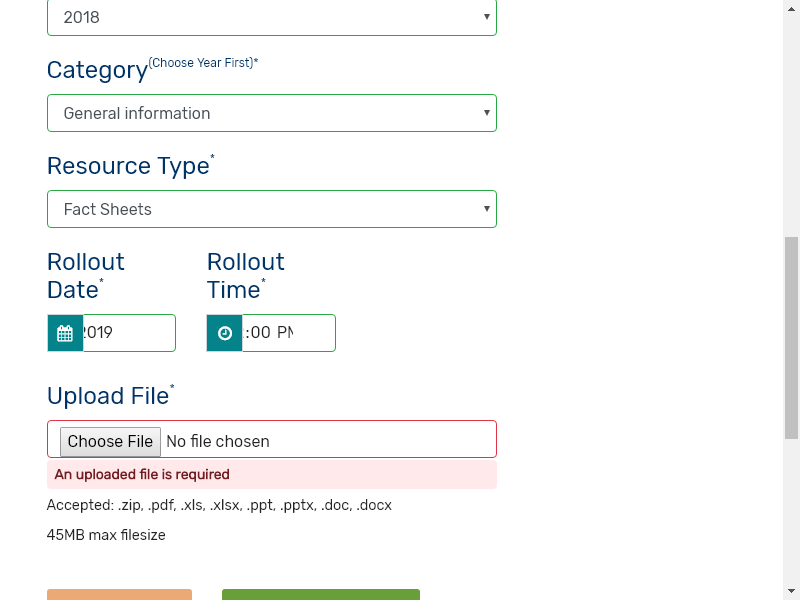 2018
Category(Choose Year First)*
General information
Resource Type*
Fact Sheets
Rollout Date*
Rollout Time*
2019
:00 PM
Upload File*
Choose File No file chosen
An uploaded file is required
Accepted: .zip, .pdf, .xls, .xlsx, .ppt, .pptx, .doc, .docx
45MB max filesize